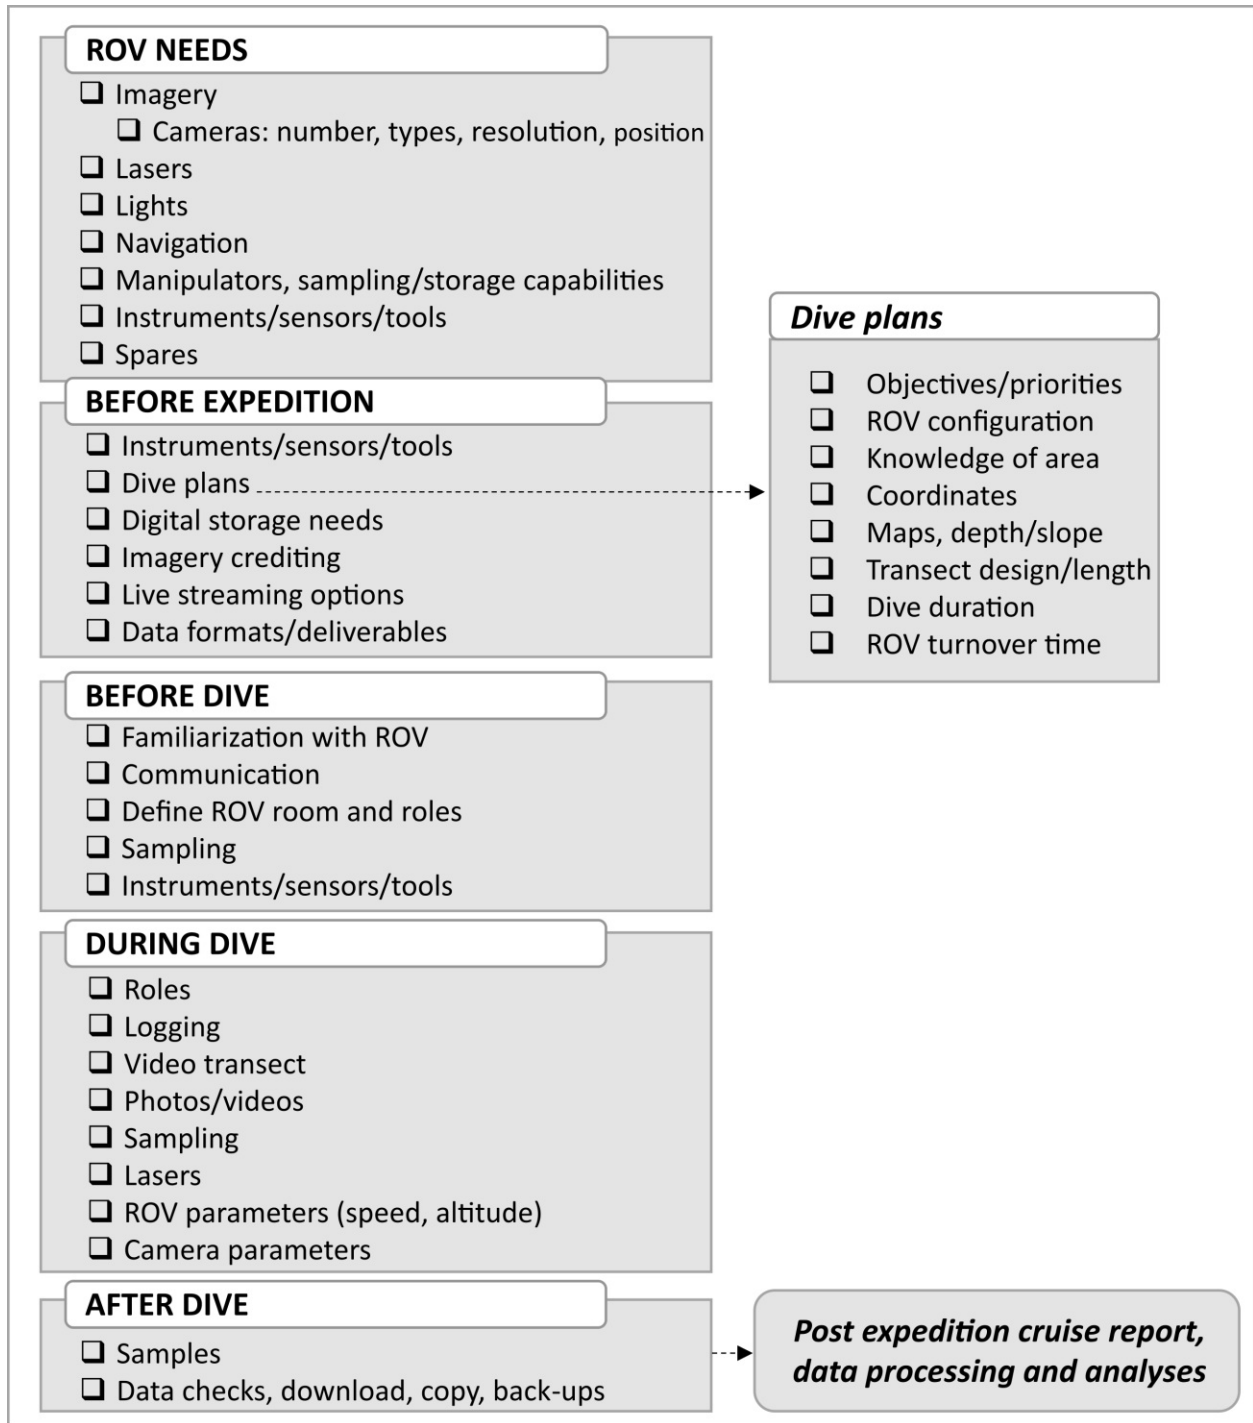 ROV NEEDS
Imagery
Cameras: number, types, resolution, position
Lasers
Lights
Navigation
Manipulators, sampling/storage capabilities
Instruments/sensors/tools
Spares
BEFORE EXPEDITION
Instruments/sensors/tools
Dive plans
Digital storage needs
Imagery crediting
Live streaming options
Data formats/deliverables
Dive plans
Objectives/priorities
ROV configuration
Knowledge of area
Coordinates
Maps, depth/slope
Transect design/length
Dive duration
ROV turnover time
BEFORE DIVE
Familiarization with ROV
Communication
Define ROV room and roles
Sampling
Instruments/sensors/tools
DURING DIVE
Roles
Logging
Video transect
Photos/videos
Sampling
Lasers
ROV parameters (speed, altitude)
Camera parameters
AFTER DIVE
Samples
Data checks, download, copy, back-ups
Post expedition cruise report,
data processing and analyses